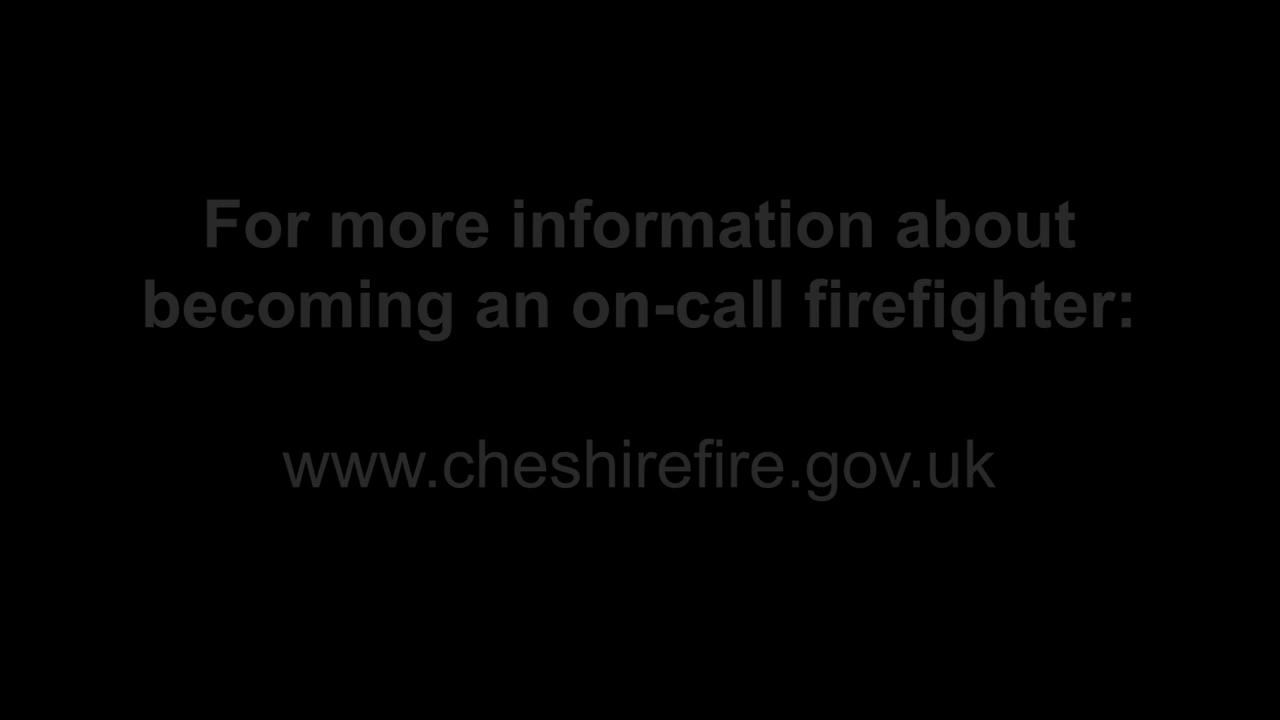 For more information about
becoming an on-call firefighter:
www.cheshirefire.gov.uk